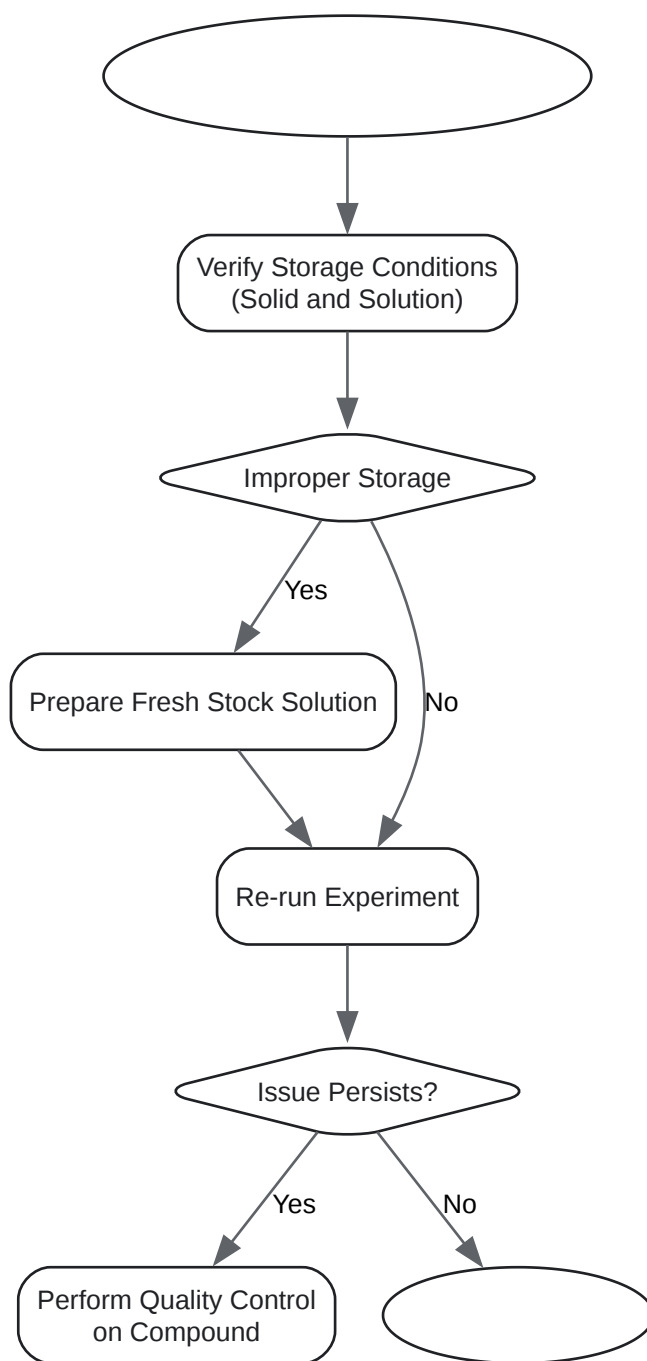 Verify Storage Conditions
(Solid and Solution)
Improper Storage
Yes
Prepare Fresh Stock Solution
No
Re-run Experiment
Issue Persists?
Yes
No
Perform Quality Control
on Compound